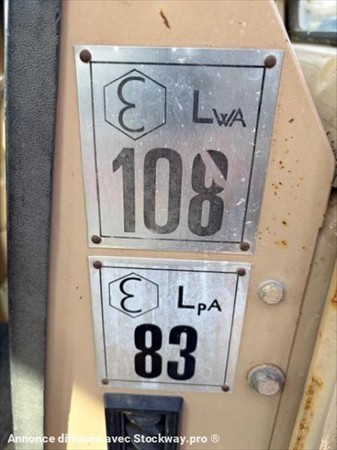 ε LWA
108
ε LpA
83
Annonce diffusée avec Stockway.pro ®